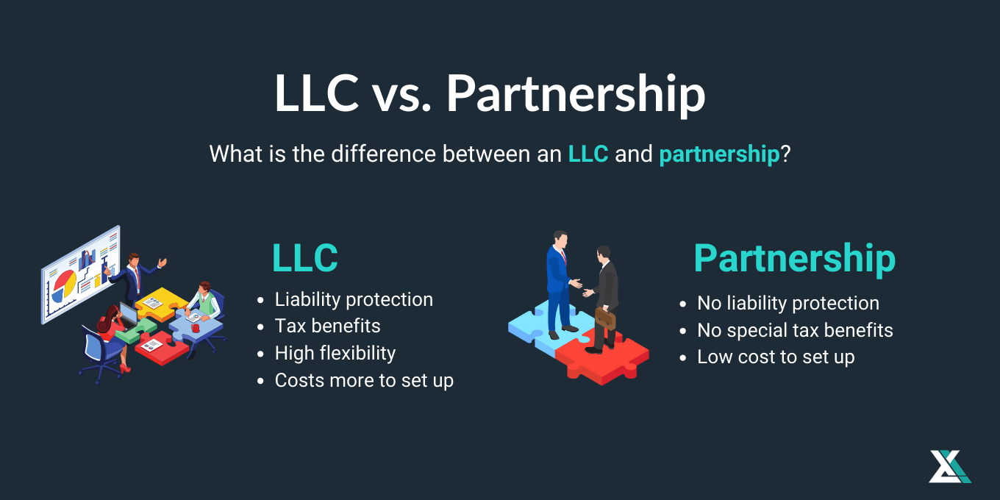 LLC vs. Partnership
What is the difference between an LLC and partnership?
LLC
• Liability protection
• Tax benefits
• High flexibility
• Costs more to set up
Partnership
• No liability protection
• No special tax benefits
• Low cost to set up